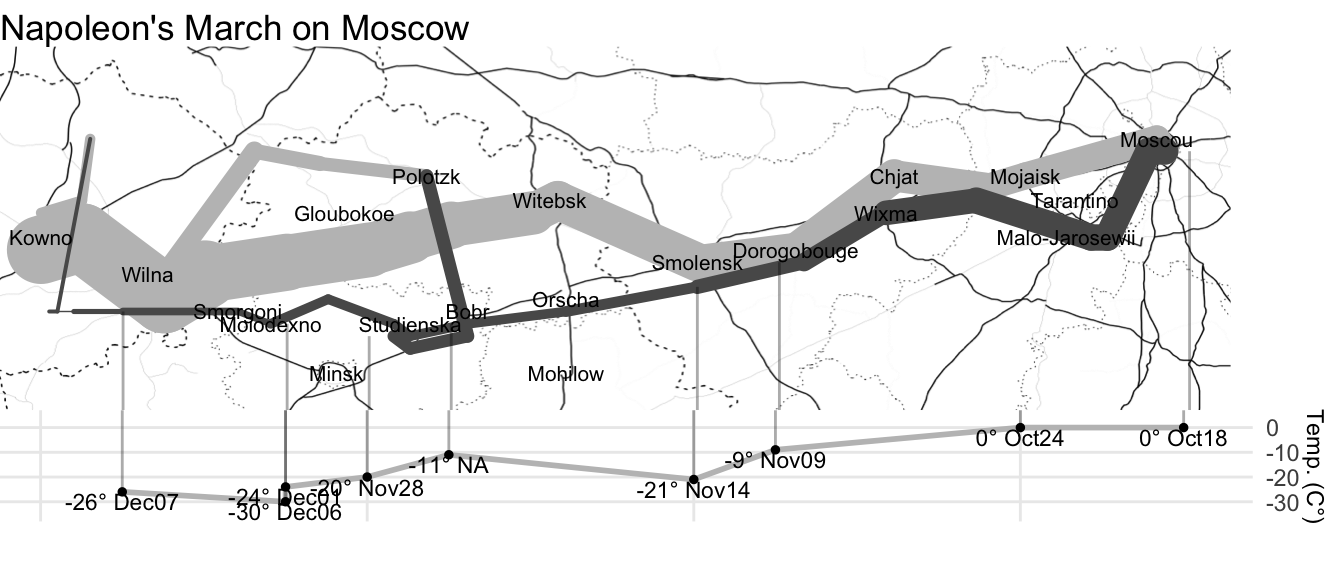 Napoleon's March on Moscow
Moscou
Polotzk
Chjat
Mojaisk
Witebsk
Tarantino
Gloubokoe
Wixma
Kowno
Malo-Jarosewii
Dorogobouge
Smolensk
Wilna
Orscha
Smorgoni
Bobr
Molodexno
Studienska
Minsk
Mohilow
0
-10
-20
-30
Temp. (C°)
0° Oct18
0° Oct24
-9° Nov09
-21° Nov14
-11° NA
-20° Nov28
-24° Dec01
-30° Dec06
-26° Dec07